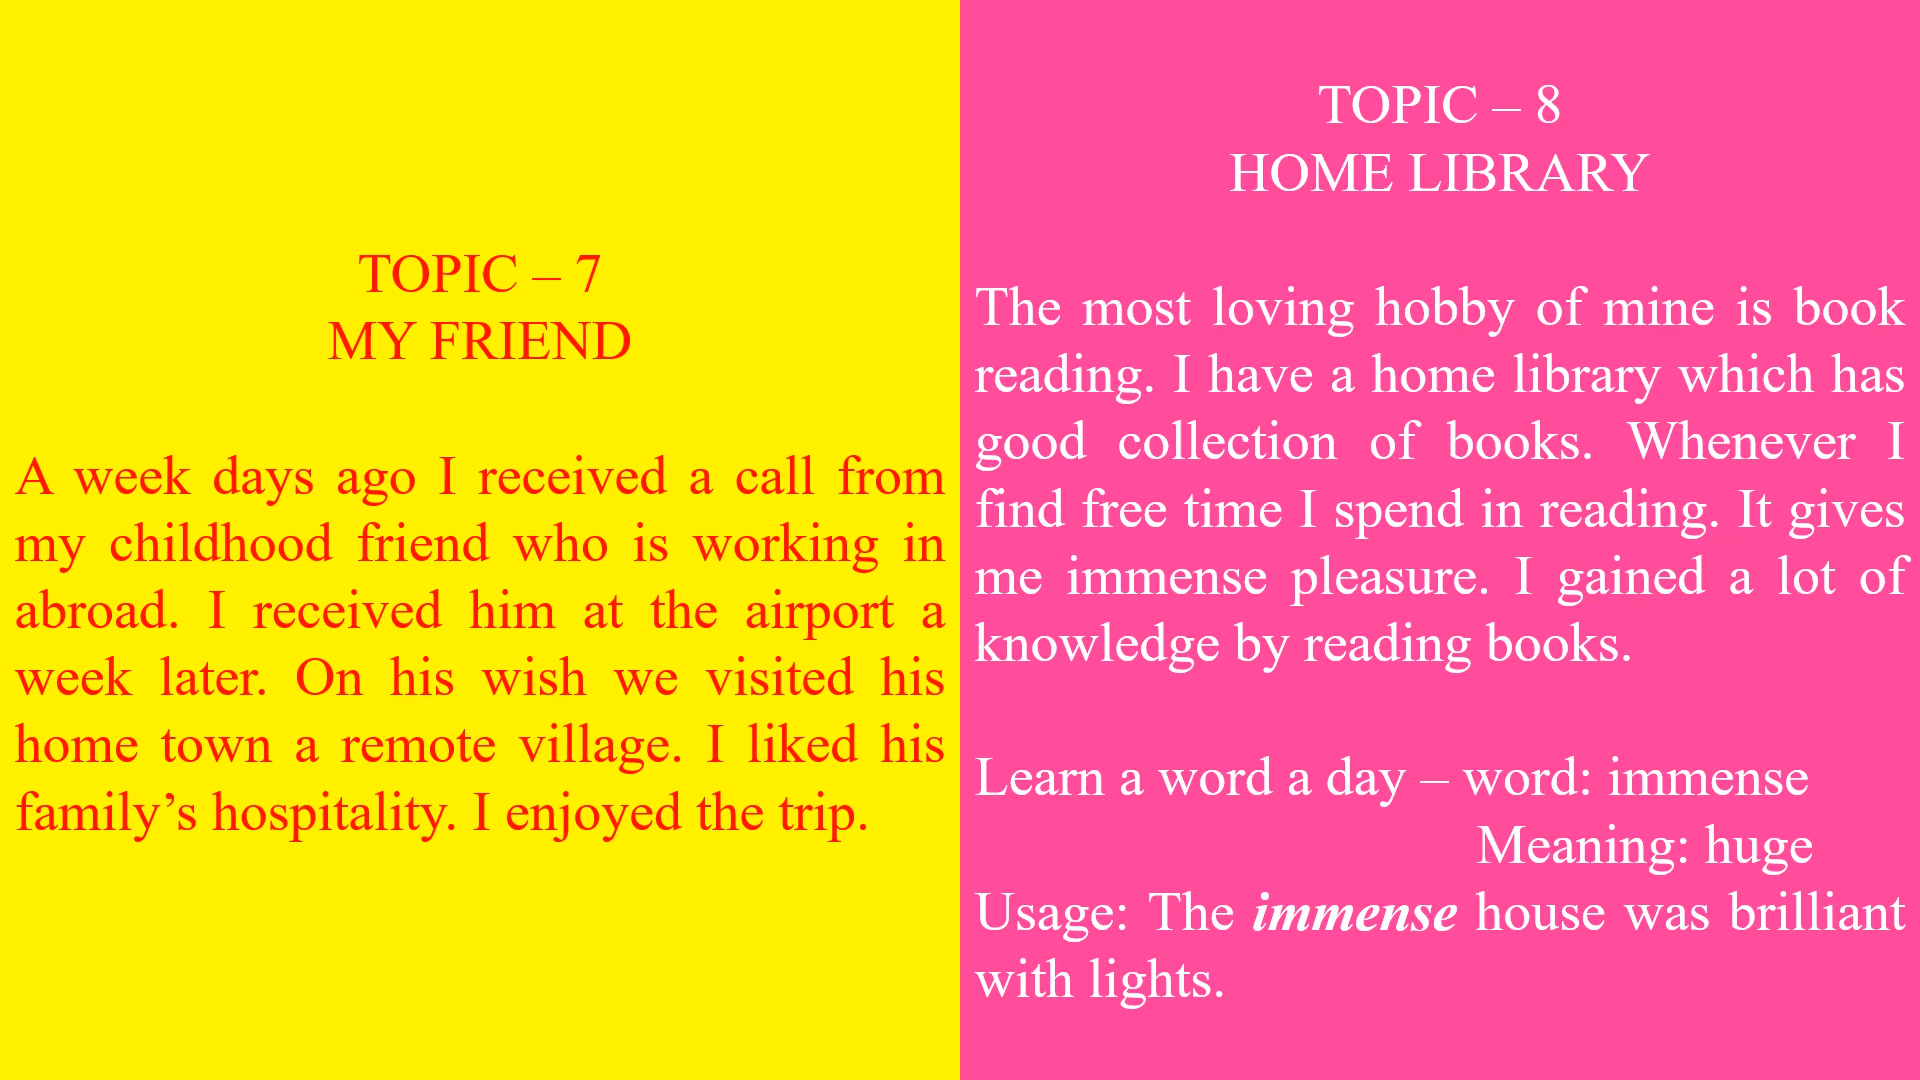 TOPIC – 7
MY FRIEND
A week days ago I received a call from
my childhood friend who is working in
abroad. I received him at the airport a
week later. On his wish we visited his
home town a remote village. I liked his
family’s hospitality. I enjoyed the trip.
TOPIC – 8
HOME LIBRARY
The most loving hobby of mine is book
reading. I have a home library which has
good collection of books. Whenever I
find free time I spend in reading. It gives
me immense pleasure. I gained a lot of
knowledge by reading books.
Learn a word a day – word: immense
Meaning: huge
Usage: The immense house was brilliant
with lights.